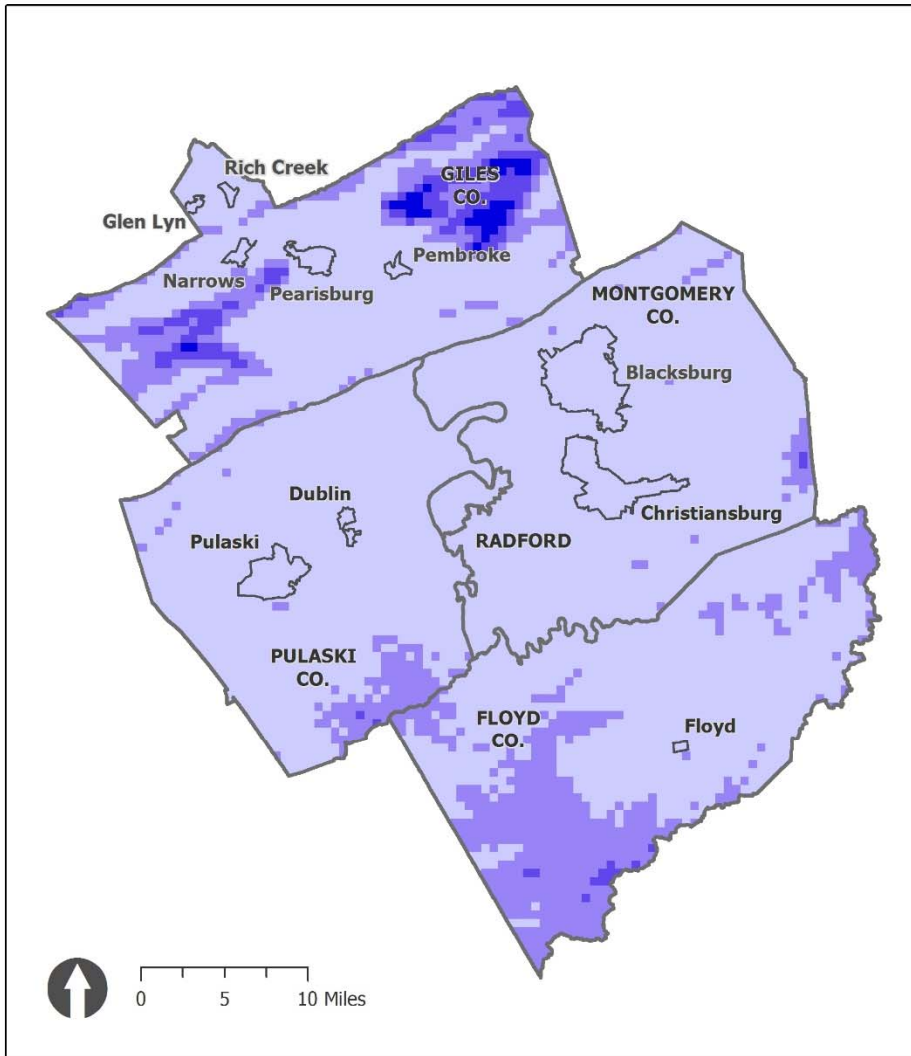 Rich Creek
GILES
CO.
Glen Lyn
Pembroke
Narrows
Pearisburg
MONTGOMERY
CO.
Blacksburg
Dublin
Christiansburg
Pulaski
RADFORD
PULASKI
CO.
FLOYD
CO.
Floyd
0 5 10 Miles